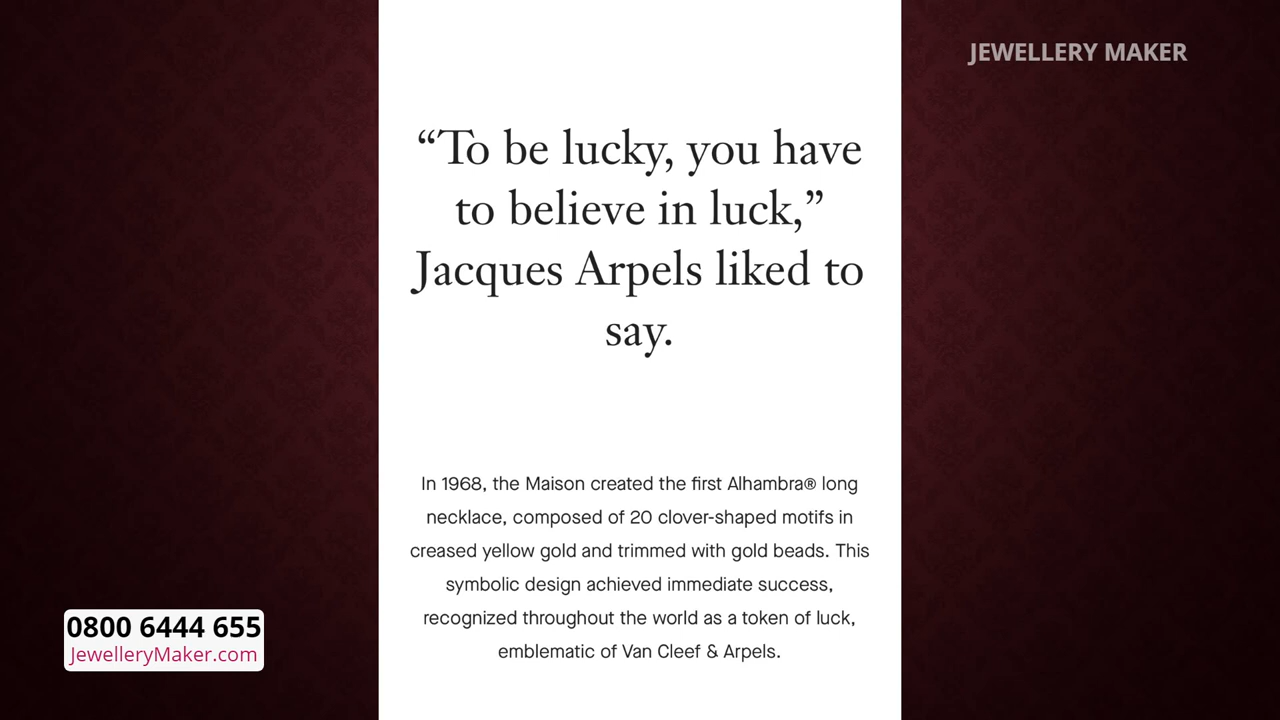 JEWELLERY MAKER
“To be lucky, you have
to believe in luck,”
Jacques Arpels liked to
say.
In 1968, the Maison created the first Alhambra® long
necklace, composed of 20 clover-shaped motifs in
creased yellow gold and trimmed with gold beads. This
symbolic design achieved immediate success,
recognized throughout the world as a token of luck,
emblematic of Van Cleef & Arpels.
0800 6444 655
JewelleryMaker.com